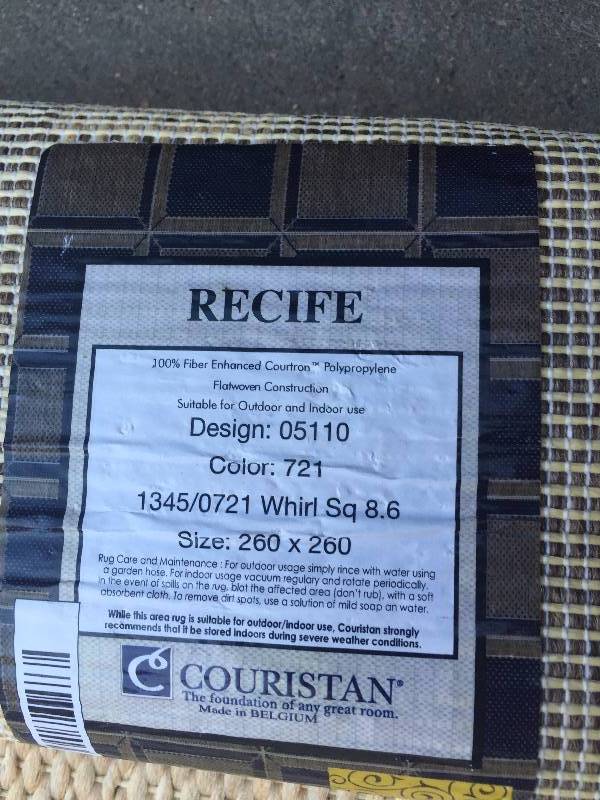 RECIFE
100% Fiber Enhanced Courtron™ Polypropylene
Flatwoven Construction
Suitable for Outdoor and Indoor use
Design: 05110
Color: 721
1345/0721 Whirl Sq 8.6
Size: 260 x 260
Rug Care and Maintenance : For outdoor usage simply rince with water using
a garden hose. For indoor usage vacuum regulary and rotate periodically.
In the event of spills on the rug, blot the affected area (don't rub), with a soft
absorbent cloth. To remove dirt spots, use a solution of mild soap an water.
While this area rug is suitable for outdoor/indoor use, Couristan strongly
recommends that it be stored indoors during severe weather conditions.
COURISTAN®
The foundation of any great room.
Made in BELGIUM